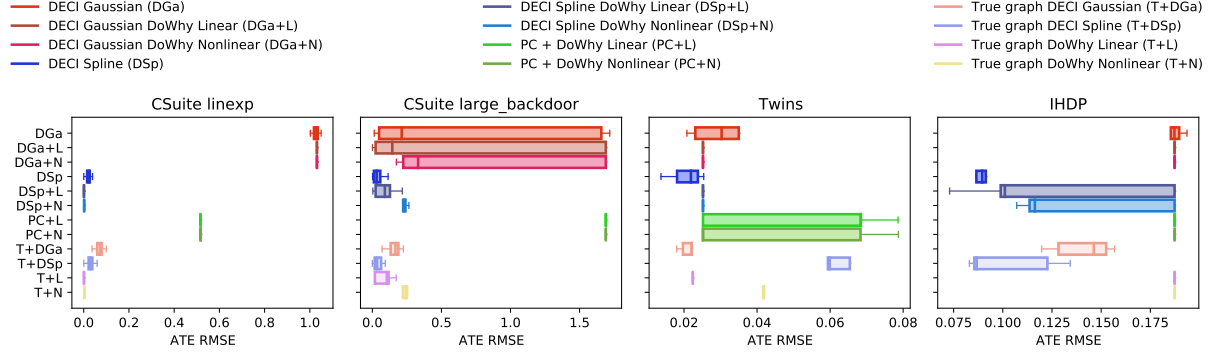 DECI Gaussian (DGa)
DECI Gaussian DoWhy Linear (DGa+L)
DECI Gaussian DoWhy Nonlinear (DGa+N)
DECI Spline (DSp)
DECI Spline DoWhy Linear (DSp+L)
DECI Spline DoWhy Nonlinear (DSp+N)
PC + DoWhy Linear (PC+L)
PC + DoWhy Nonlinear (PC+N)
True graph DECI Gaussian (T+DGa)
True graph DECI Spline (T+DSp)
True graph DoWhy Linear (T+L)
True graph DoWhy Nonlinear (T+N)
CSuite linexp
DGa
DGa+L
DGa+N
DSp
DSp+L
DSp+N
PC+L
PC+N
T+DGa
T+DSp
T+L
T+N
0.0 0.2 0.4 0.6 0.8 1.0
ATE RMSE
CSuite large_backdoor
0.0 0.5 1.0 1.5
ATE RMSE
Twins
0.02 0.04 0.06 0.08
ATE RMSE
IHDP
0.075 0.100 0.125 0.150 0.175
ATE RMSE